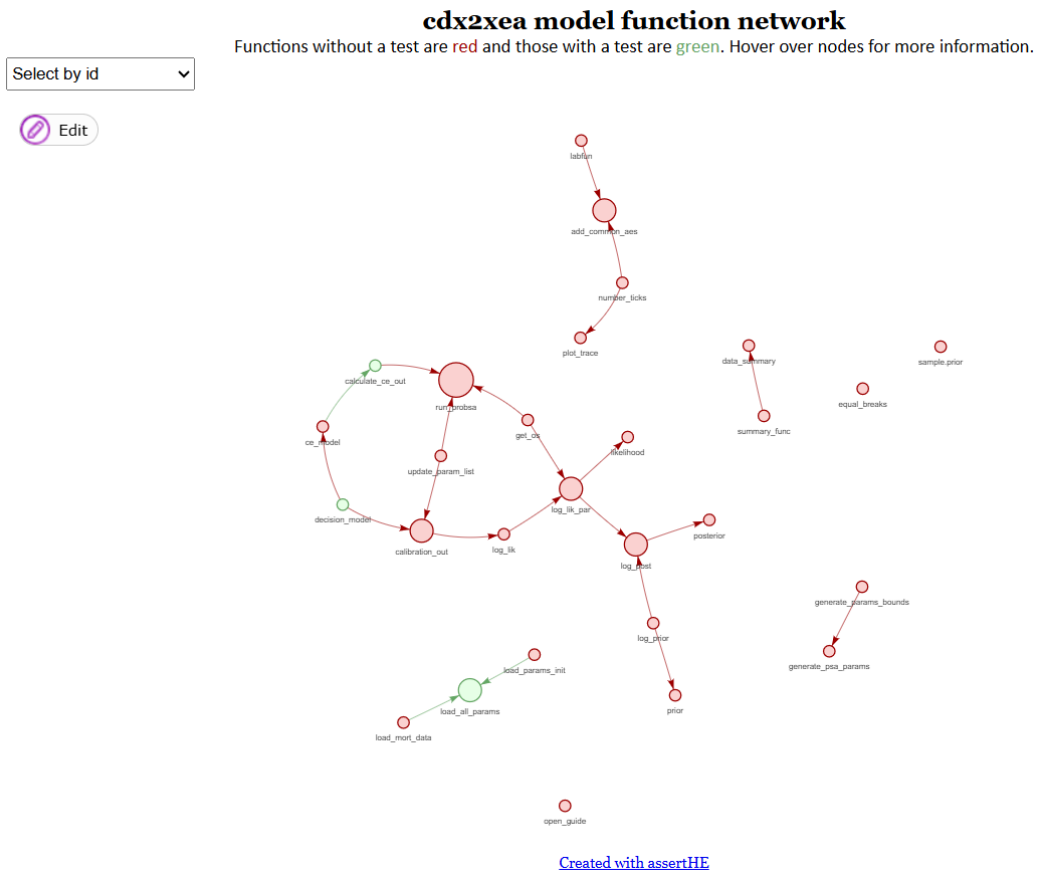 cdx2xea model function network
Functions without a test are red and those with a test are green. Hover over nodes for more information.
Select by id
Edit
labfun
add_common_aes
number_ticks
plot_trace
data_summary
sample.prior
calculate_ce_out
equal_breaks
run_probsa
summary_func
get_os
ce_model
likelihood
update_param_list
log_lik_par
decision_model
posterior
calibration_out
log_lik
log_post
generate_params_bounds
log_prior
generate_psa_params
load_params_init
load_all_params
prior
load_mort_data
open_guide
Created with assertHE